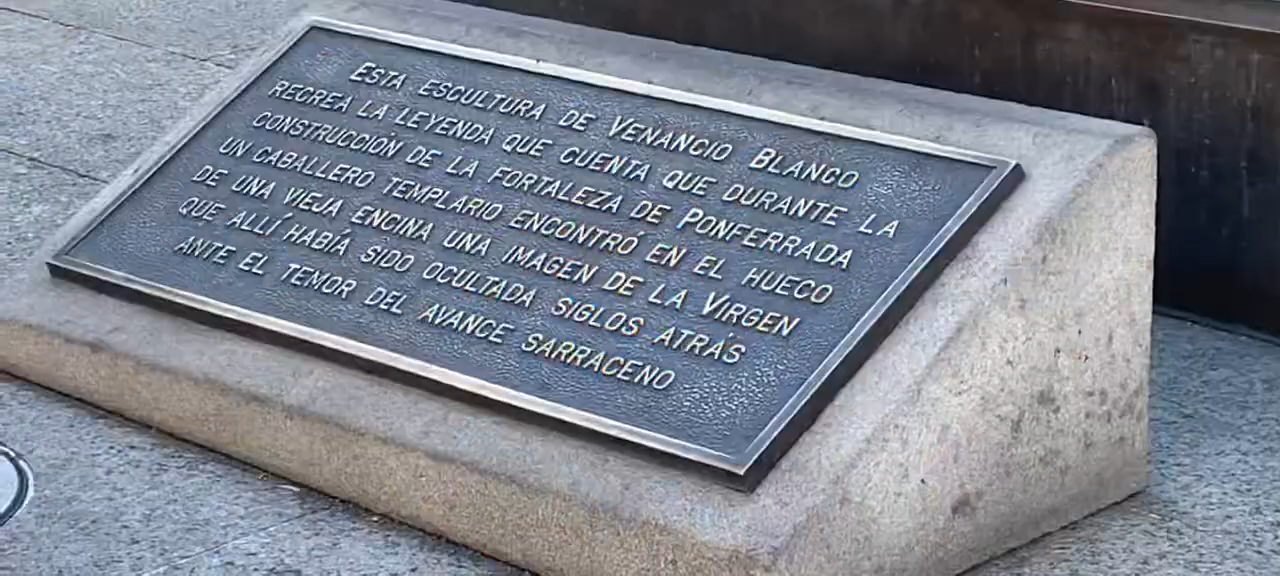 Esta escultura de Venancio Blanco
recrea la leyenda que cuenta que durante la
construcción de la fortaleza de Ponferrada
un caballero templario encontró en el hueco
de una vieja encina una imagen de la Virgen
que allí había sido ocultada siglos atrás
ante el temor del avance sarraceno